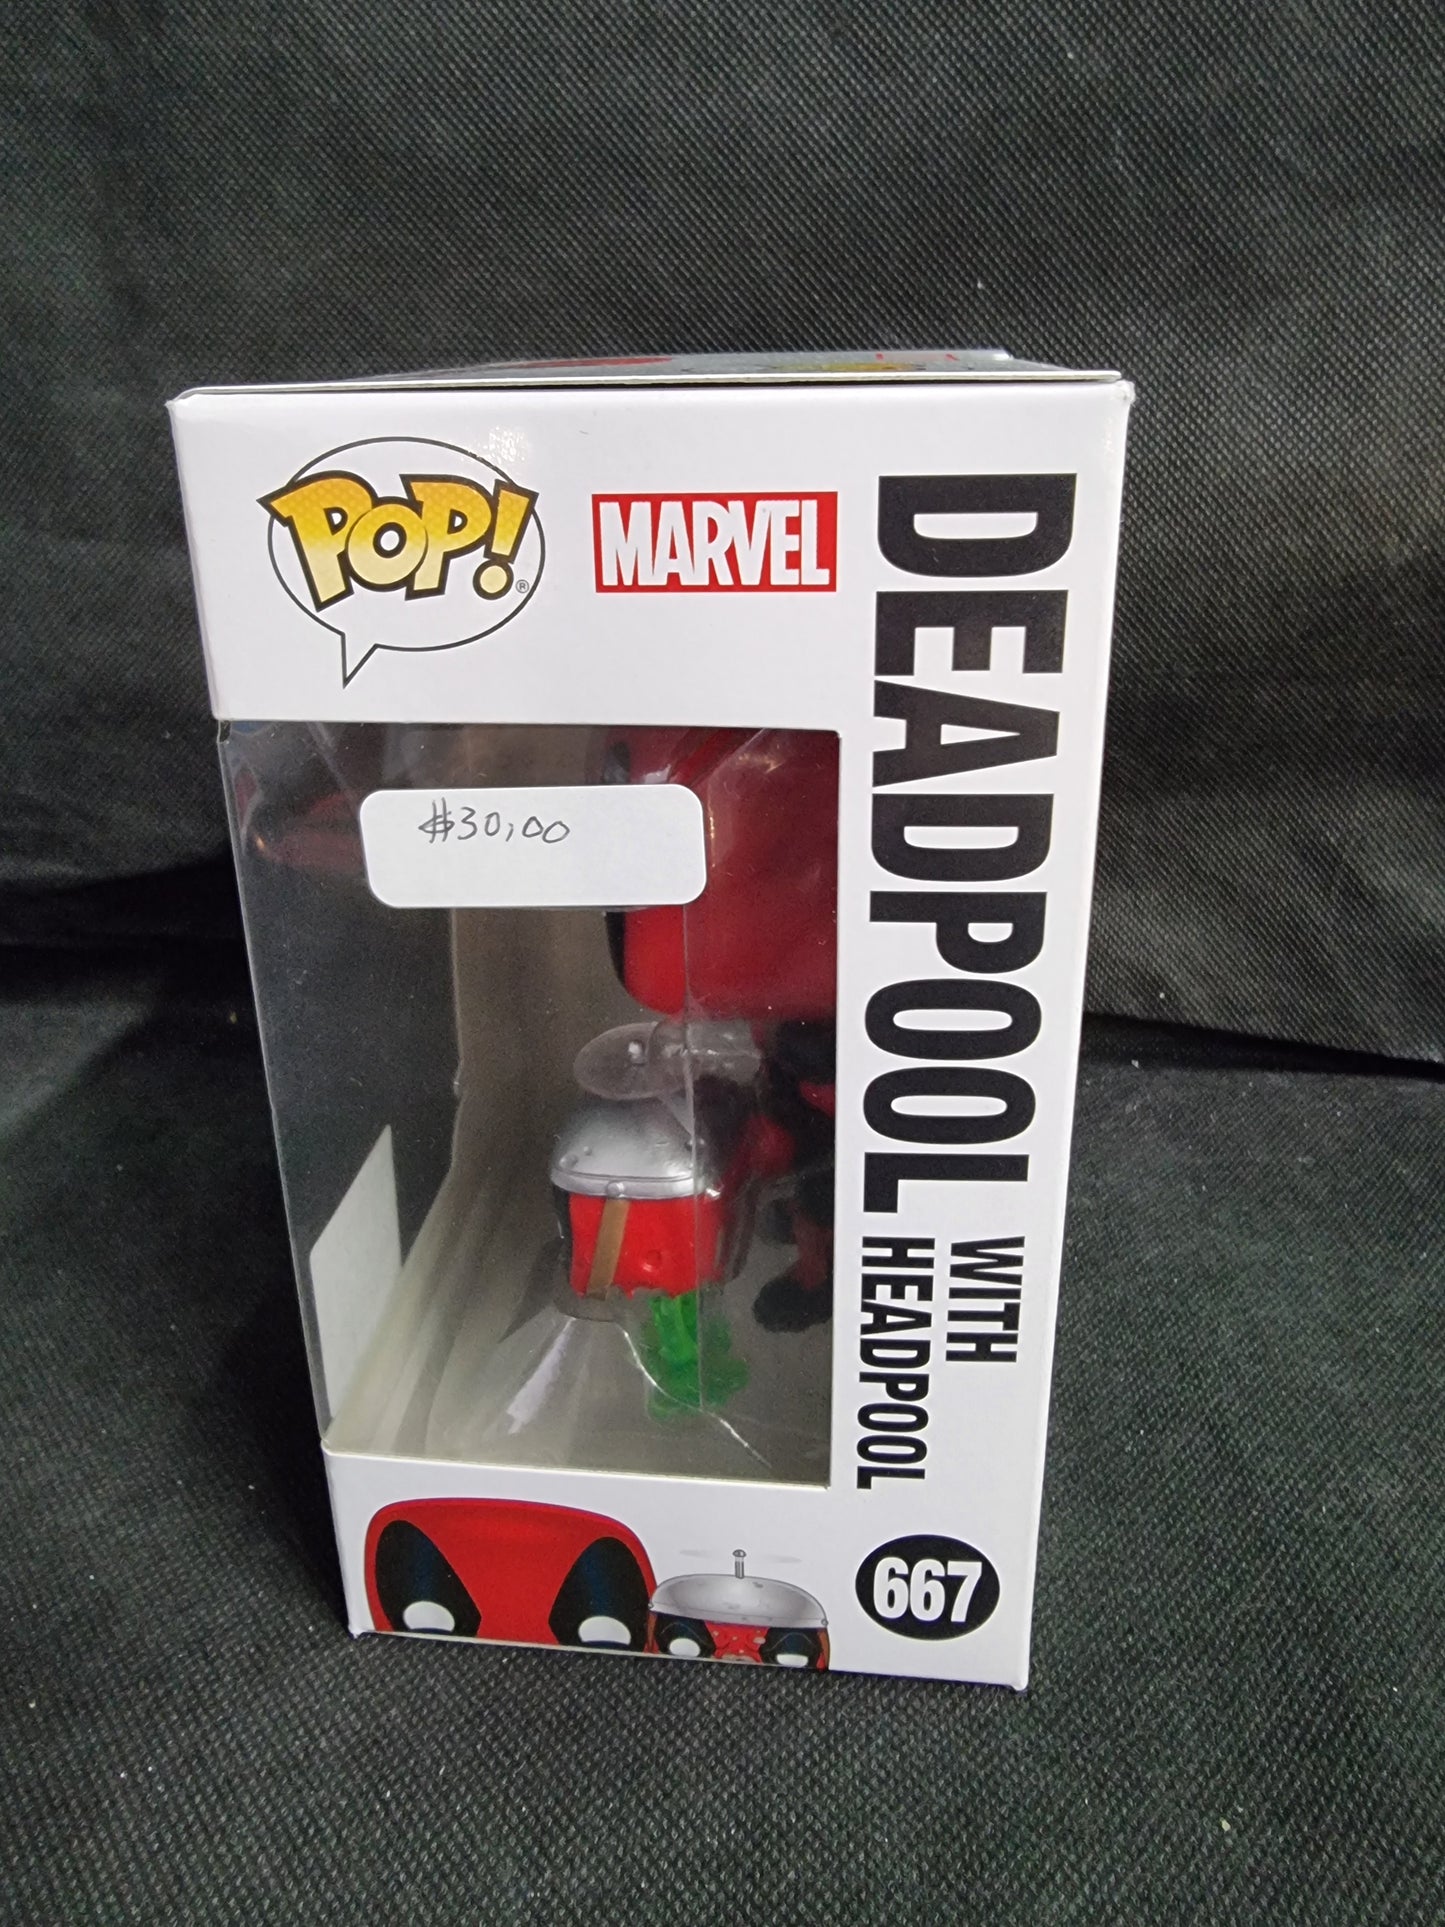 POP!®
MARVEL
$30,00
DEADPOOL
WITH
HEADPOOL
667